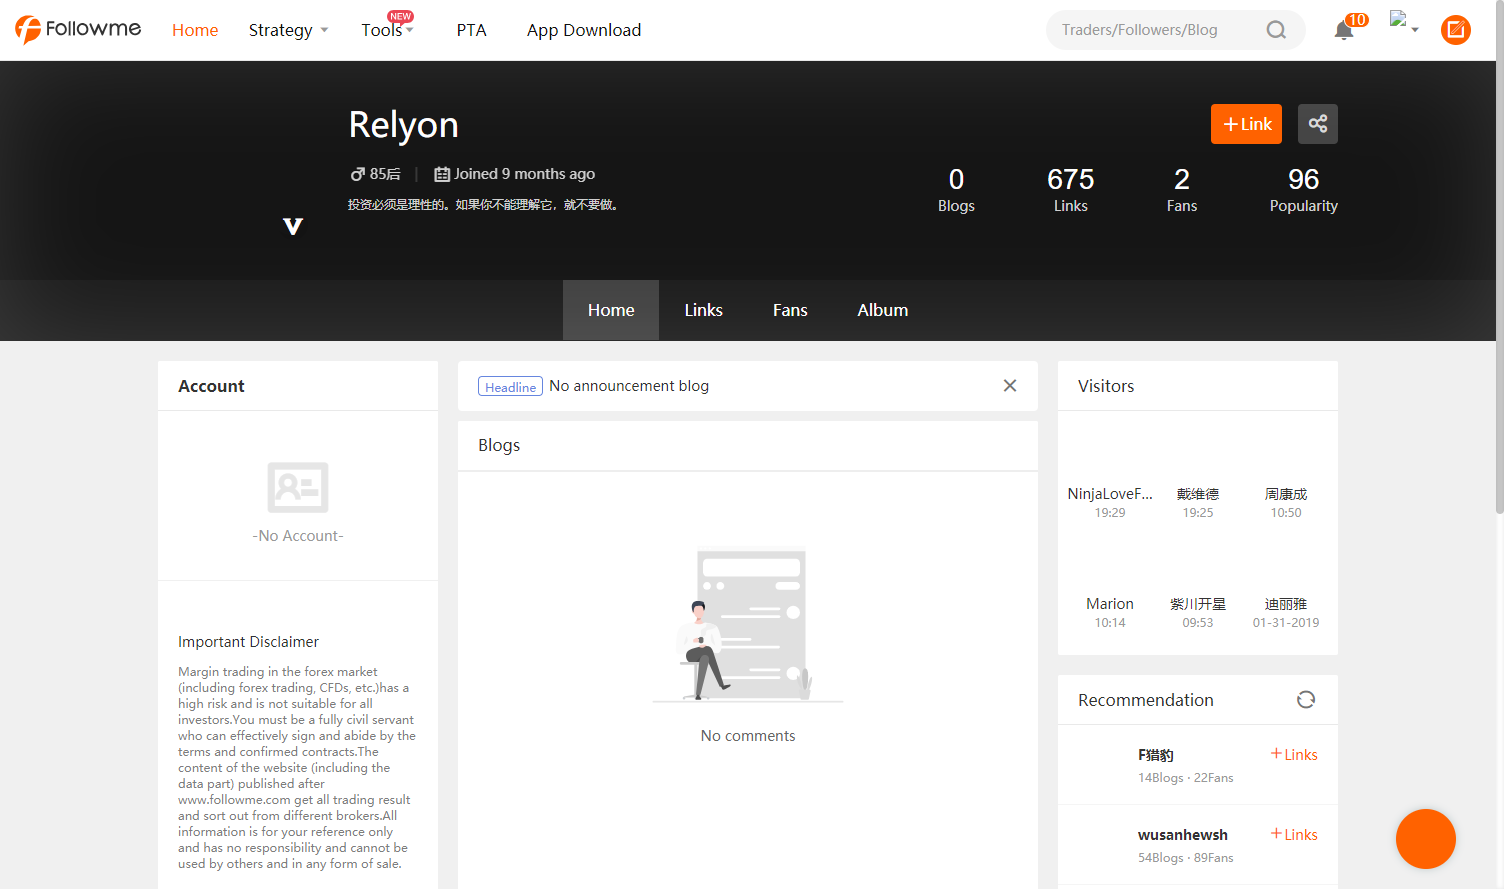 Followme
Home
Strategy
Tools
NEW
PTA
App Download
Traders/Followers/Blog
10
Relyon
+Link
85后
Joined 9 months ago
投资必须是理性的。如果你不能理解它，就不要做。
V
0
Blogs
675
Links
2
Fans
96
Popularity
Home
Links
Fans
Album
Account
-No Account-
Important Disclaimer
Margin trading in the forex market
(including forex trading, CFDs, etc.)has a
high risk and is not suitable for all
investors.You must be a fully civil servant
who can effectively sign and abide by the
terms and confirmed contracts.The
content of the website (including the
data part) published after
www.followme.com get all trading result
and sort out from different brokers.All
information is for your reference only
and has no responsibility and cannot be
used by others and in any form of sale.
Headline No announcement blog
Blogs
No comments
Visitors
NinjaLoveF...
19:29
戴维德
19:25
周康成
10:50
Marion
10:14
紫川开星
09:53
迪丽雅
01-31-2019
Recommendation
F猎豹
+Links
14Blogs · 22Fans
wusanhewsh
+Links
54Blogs · 89Fans